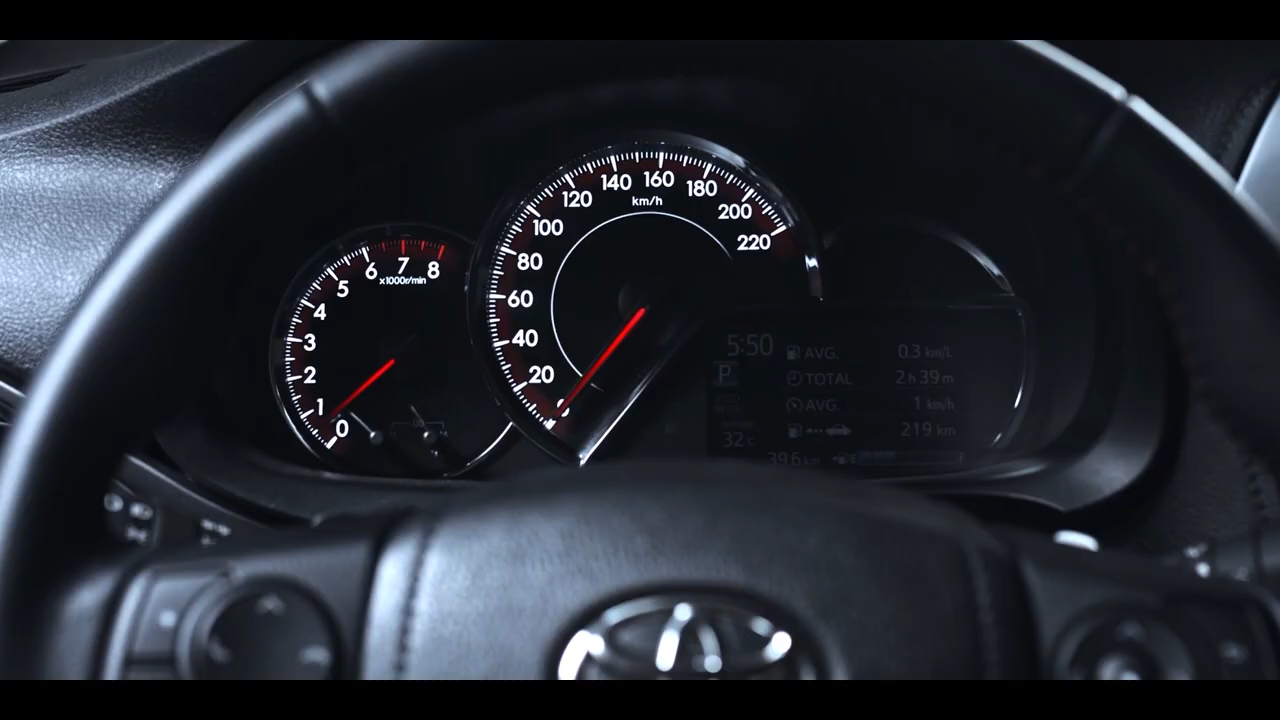 0
1
2
3
4
5
6
7
8
x1000r/min
0
20
40
60
80
100
120
140
160
180
200
220
km/h
5:50
P
AVG. 0.3 km/L
TOTAL 2 h 39 m
AVG. 1 km/h
219 km
32°C
396 km
E